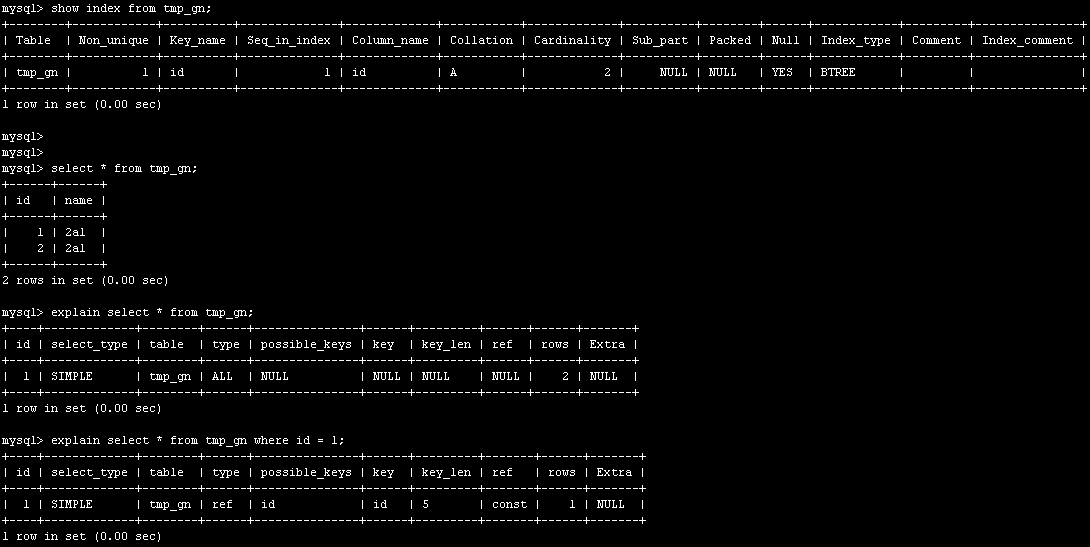 mysql> show index from tmp_gn;
+--------+------------+----------+--------------+-------------+-----------+-------------+----------+--------+------+------------+---------+---------------+
| Table  | Non_unique | Key_name | Seq_in_index | Column_name | Collation | Cardinality | Sub_part | Packed | Null | Index_type | Comment | Index_comment |
+--------+------------+----------+--------------+-------------+-----------+-------------+----------+--------+------+------------+---------+---------------+
| tmp_gn |          1 | id       |            1 | id          | A         |           2 |     NULL | NULL   | YES  | BTREE      |         |               |
+--------+------------+----------+--------------+-------------+-----------+-------------+----------+--------+------+------------+---------+---------------+
1 row in set (0.00 sec)
mysql>
mysql>
mysql> select * from tmp_gn;
+------+------+
| id   | name |
+------+------+
|    1 | 2a1  |
|    2 | 2a1  |
+------+------+
2 rows in set (0.00 sec)
mysql> explain select * from tmp_gn;
+----+-------------+--------+------+---------------+------+---------+------+------+-------+
| id | select_type | table  | type | possible_keys | key  | key_len | ref  | rows | Extra |
+----+-------------+--------+------+---------------+------+---------+------+------+-------+
|  1 | SIMPLE      | tmp_gn | ALL  | NULL          | NULL | NULL    | NULL |    2 | NULL  |
+----+-------------+--------+------+---------------+------+---------+------+------+-------+
1 row in set (0.00 sec)
mysql> explain select * from tmp_gn where id = 1;
+----+-------------+--------+------+---------------+------+---------+-------+------+-------+
| id | select_type | table  | type | possible_keys | key  | key_len | ref   | rows | Extra |
+----+-------------+--------+------+---------------+------+---------+-------+------+-------+
|  1 | SIMPLE      | tmp_gn | ref  | id            | id   | 5       | const |    1 | NULL  |
+----+-------------+--------+------+---------------+------+---------+-------+------+-------+
1 row in set (0.00 sec)